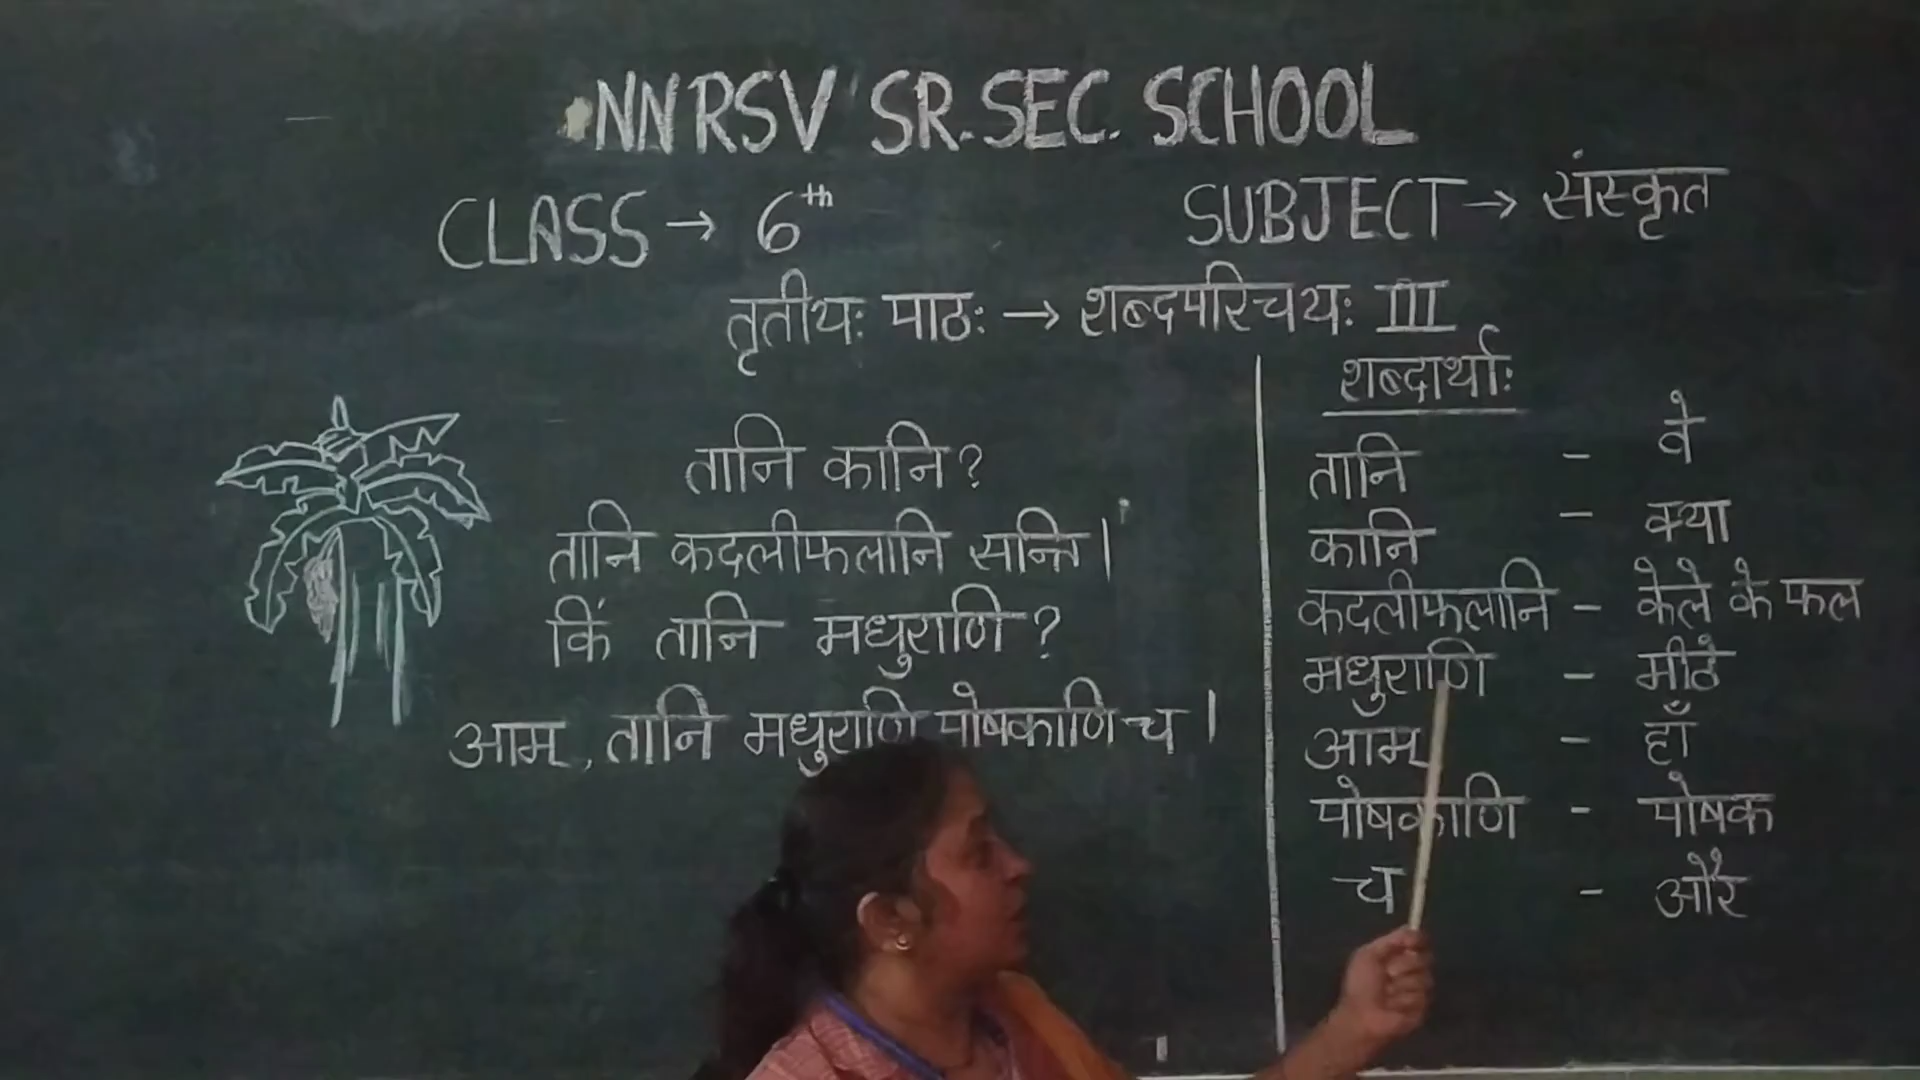 NNRSV SR. SEC. SCHOOL
CLASS → 6th SUBJECT → संस्कृत
तृतीयः पाठः → शब्दपरिचयः III
तानि कानि?
तानि कदलीफलानि सन्ति।
किं तानि मधुराणि?
आम्, तानि मधुराणि पोषकाणि च।
शब्दार्थाः
तानि - वे
कानि - क्या
कदलीफलानि - केले के फल
मधुराणि - मीठे
आम् - हाँ
पोषकाणि - पोषक
च - और